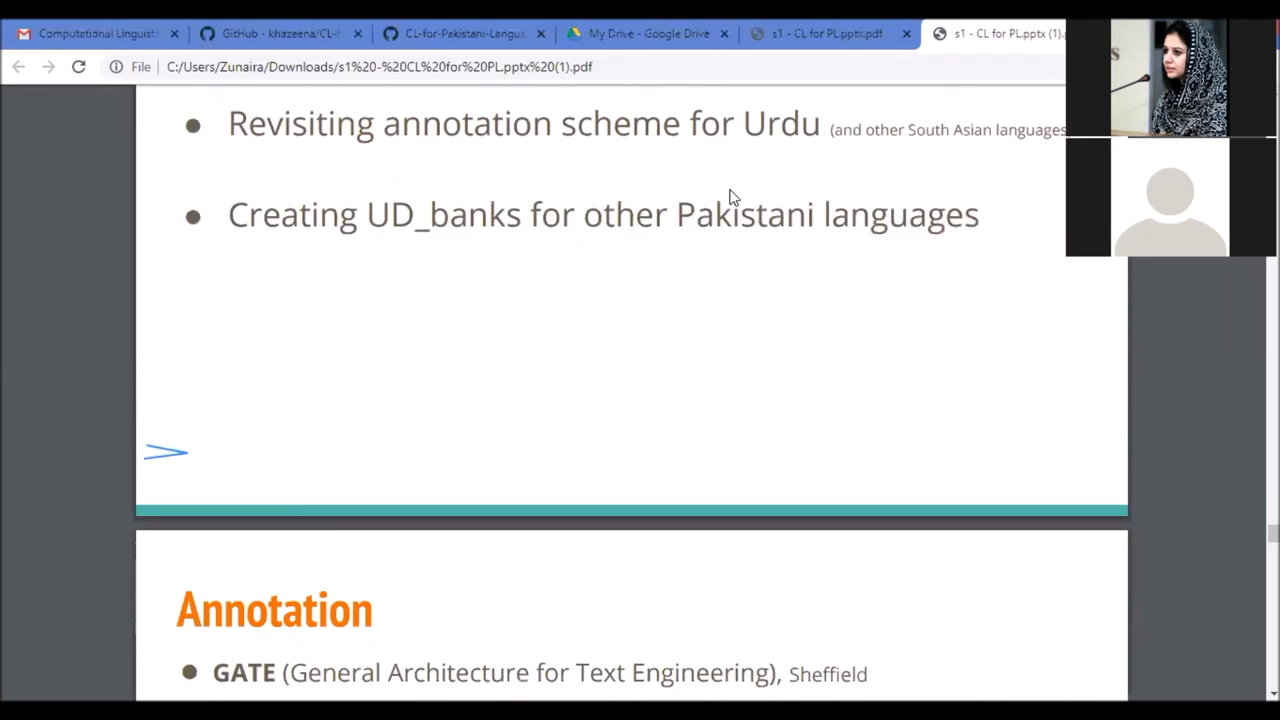 Computational Linguist
GitHub - khazeena/CL-f
CL-for-Pakistani-Langua
My Drive - Google Drive
s1 - CL for PL.pptx.pdf
s1 - CL for PL.pptx (1).p
File
C:/Users/Zunaira/Downloads/s1%20-%20CL%20for%20PL.pptx%20(1).pdf
● Revisiting annotation scheme for Urdu (and other South Asian languages
● Creating UD_banks for other Pakistani languages
Annotation
● GATE (General Architecture for Text Engineering), Sheffield